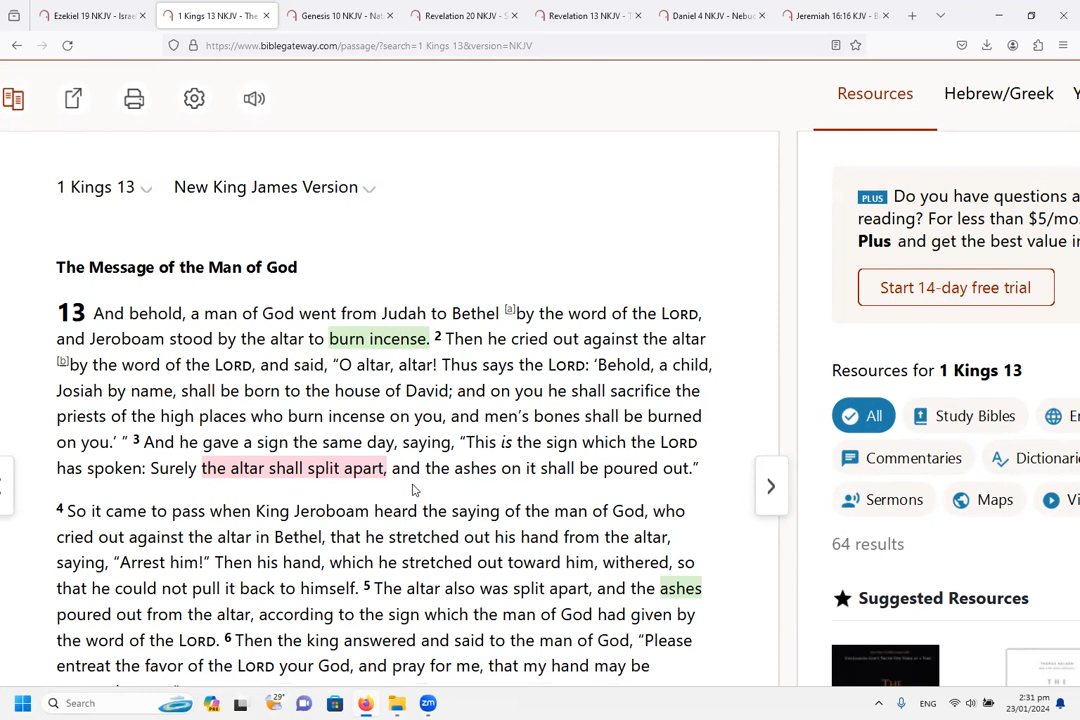 Ezekiel 19 NKJV - Israe
1 Kings 13 NKJV - The
Genesis 10 NKJV - Nat
Revelation 20 NKJV - S
Revelation 13 NKJV - T
Daniel 4 NKJV - Nebuc
Jeremiah 16:16 KJV - B
https://www.biblegateway.com/passage/?search=1 Kings 13&version=NKJV
Resources
Hebrew/Greek
Y
1 Kings 13
New King James Version
The Message of the Man of God
13 And behold, a man of God went from Judah to Bethel [a]by the word of the LORD,
and Jeroboam stood by the altar to burn incense. 2 Then he cried out against the altar
[b]by the word of the LORD, and said, “O altar, altar! Thus says the LORD: ‘Behold, a child,
Josiah by name, shall be born to the house of David; and on you he shall sacrifice the
priests of the high places who burn incense on you, and men’s bones shall be burned
on you.’ ” 3 And he gave a sign the same day, saying, “This is the sign which the LORD
has spoken: Surely the altar shall split apart, and the ashes on it shall be poured out.”
4 So it came to pass when King Jeroboam heard the saying of the man of God, who
cried out against the altar in Bethel, that he stretched out his hand from the altar,
saying, “Arrest him!” Then his hand, which he stretched out toward him, withered, so
that he could not pull it back to himself. 5 The altar also was split apart, and the ashes
poured out from the altar, according to the sign which the man of God had given by
the word of the LORD. 6 Then the king answered and said to the man of God, “Please
entreat the favor of the LORD your God, and pray for me, that my hand may be
PLUS Do you have questions a
reading? For less than $5/mo
Plus and get the best value in
Start 14-day free trial
Resources for 1 Kings 13
All
Study Bibles
En
Commentaries
Dictionari
Sermons
Maps
Vi
64 results
Suggested Resources
THE
THE
Search
29°
ENG
2:31 pm
23/01/2024